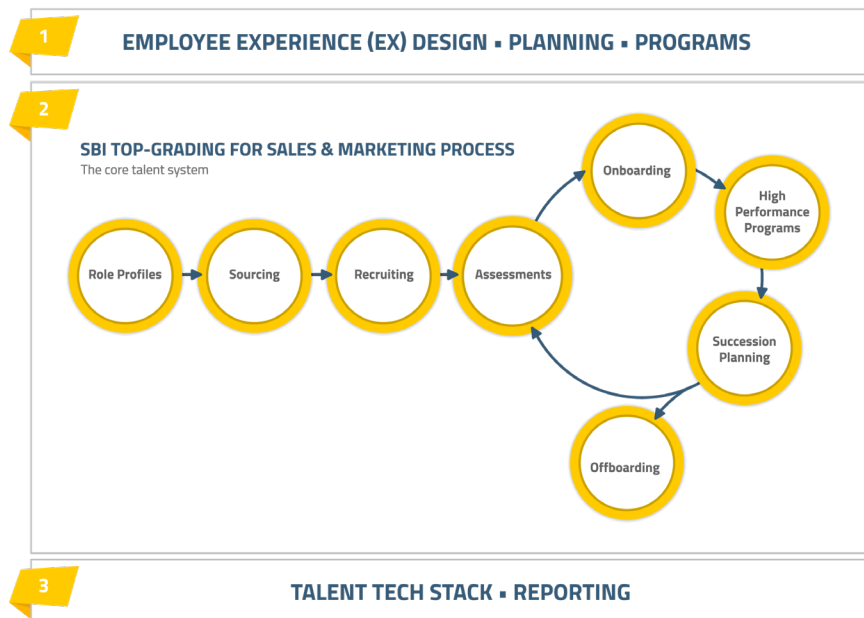 1
EMPLOYEE EXPERIENCE (EX) DESIGN ▪ PLANNING ▪ PROGRAMS
2
SBI TOP-GRADING FOR SALES & MARKETING PROCESS
The core talent system
Role Profiles
Sourcing
Recruiting
Assessments
Onboarding
High
Performance
Programs
Succession
Planning
Offboarding
3
TALENT TECH STACK ▪ REPORTING